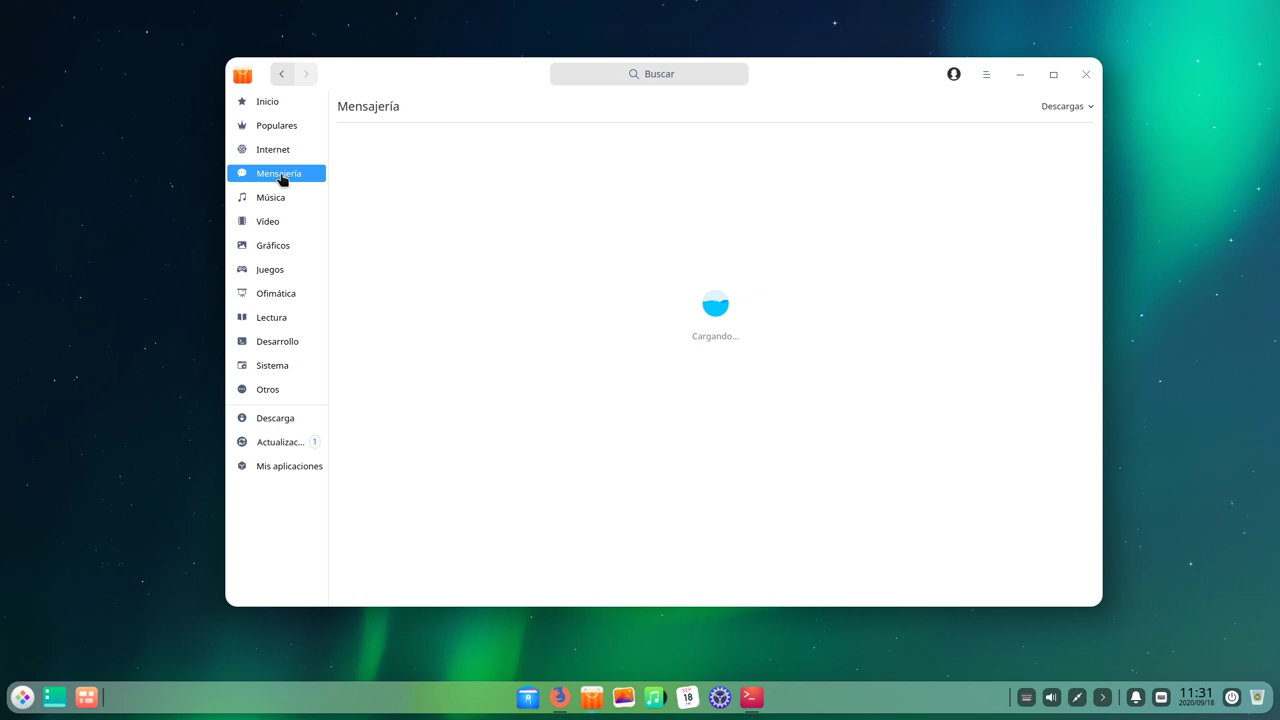 Buscar
Inicio
Populares
Internet
Mensajería
Música
Vídeo
Gráficos
Juegos
Ofimática
Lectura
Desarrollo
Sistema
Otros
Descarga
Actualizac... 1
Mis aplicaciones
Mensajería
Descargas
Cargando...
SEP
18
11:31
2020/09/18